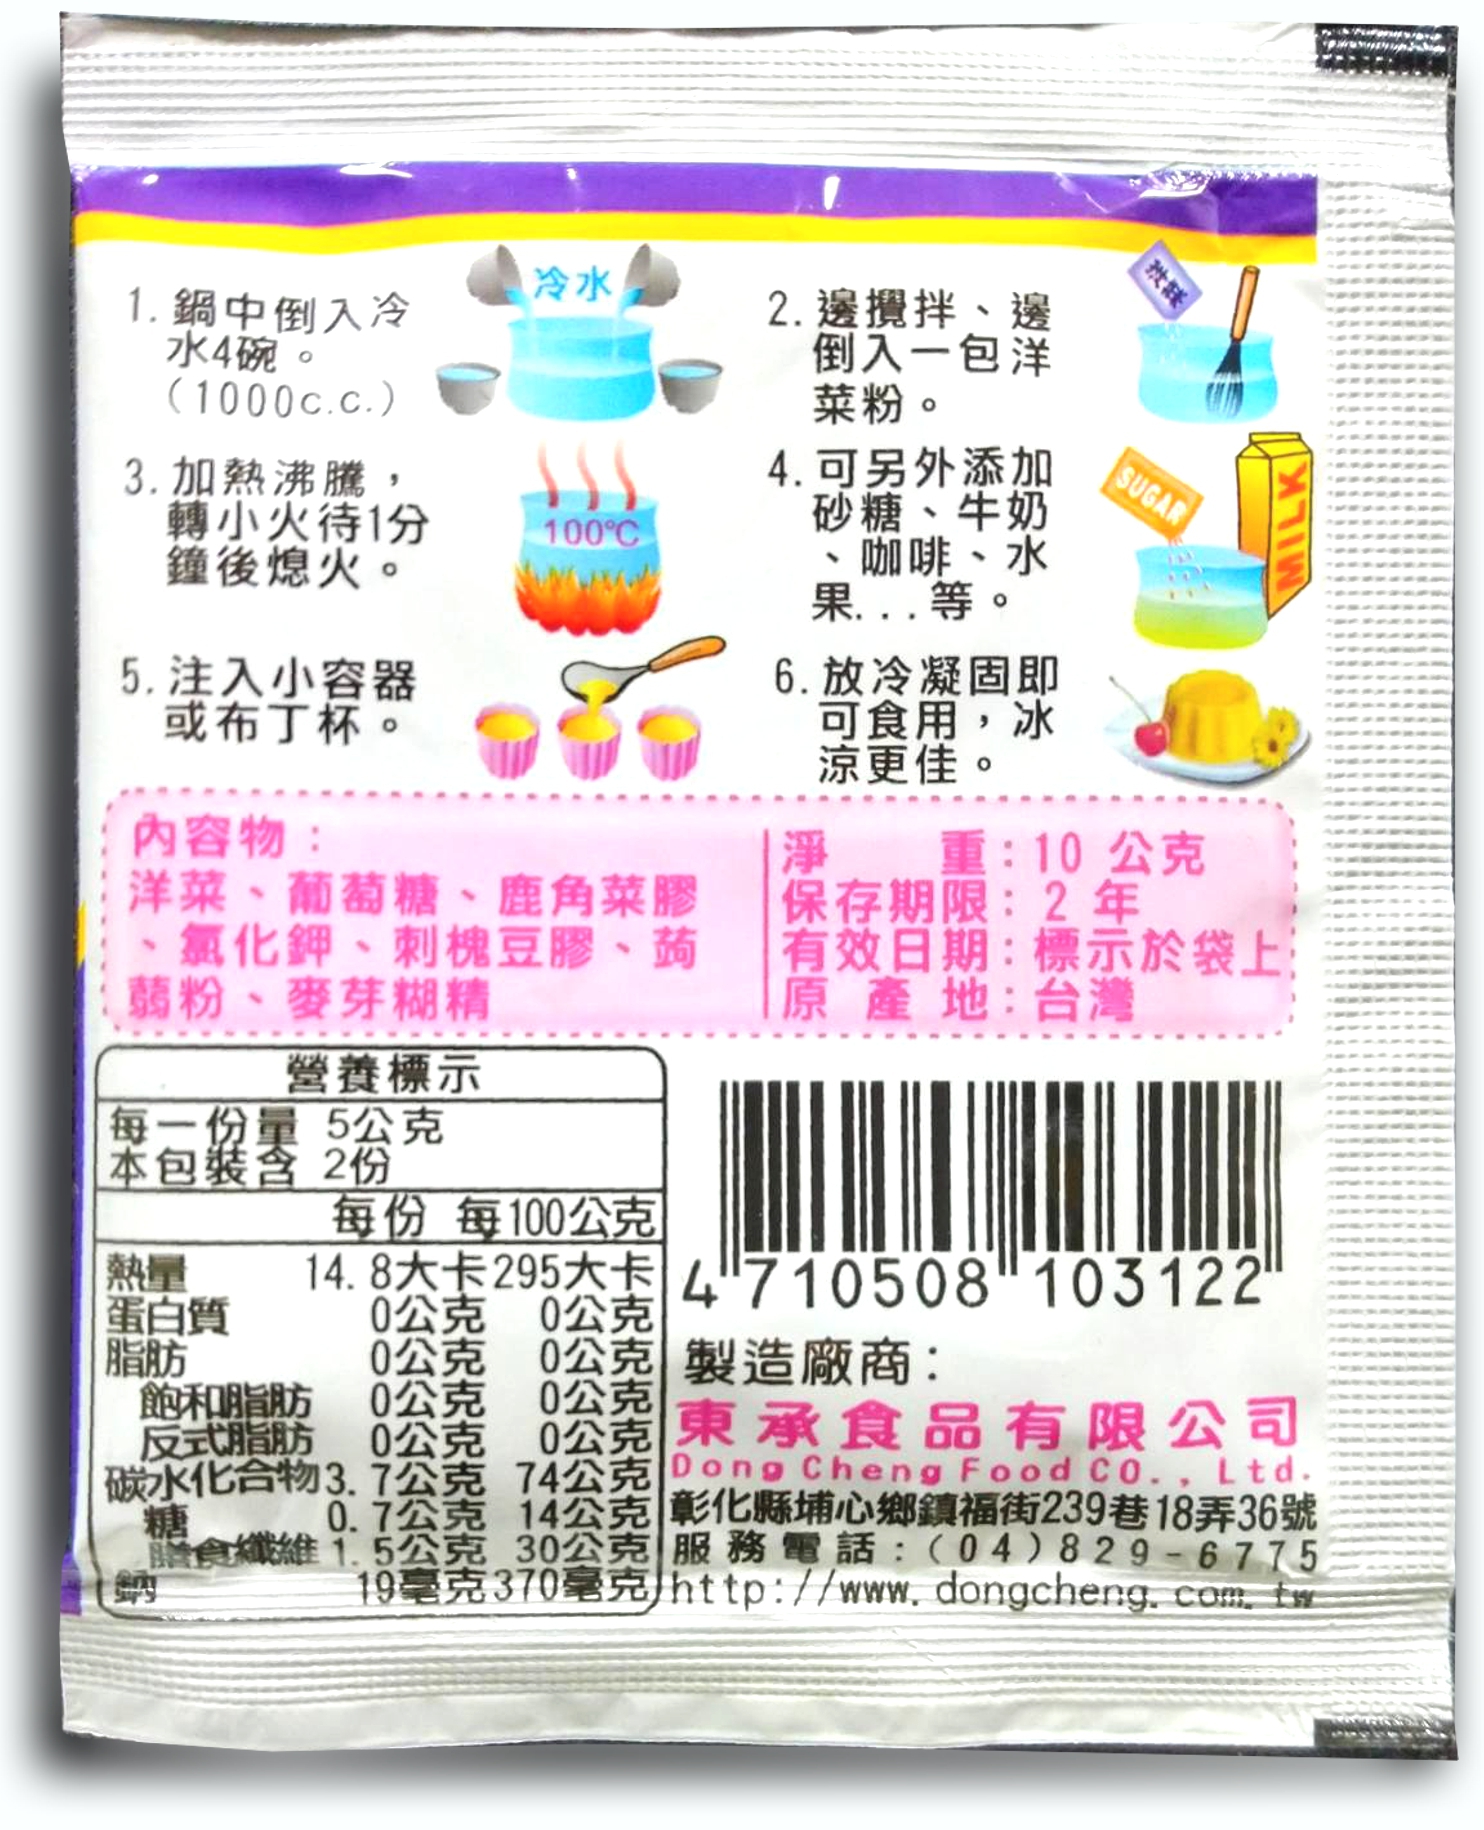 1. 鍋中倒入冷
水4碗。
(1000c.c.)
冷水
2. 邊攪拌、邊
倒入一包洋
菜粉。
洋菜
3. 加熱沸騰，
轉小火待1分
鐘後熄火。
100℃
4. 可另外添加
砂糖、牛奶
、咖啡、水
果...等。
SUGAR
MILK
5. 注入小容器
或布丁杯。
6. 放冷凝固即
可食用，冰
涼更佳。
內容物：
洋菜、葡萄糖、鹿角菜膠
、氯化鉀、刺槐豆膠、蒟
蒻粉、麥芽糊精
淨重：10 公克
保存期限：2 年
有效日期：標示於袋上
原產地：台灣
營養標示
每一份量 5公克
本包裝含 2份
每份 每100公克
熱量 14.8大卡 295大卡
蛋白質 0公克 0公克
脂肪 0公克 0公克
飽和脂肪 0公克 0公克
反式脂肪 0公克 0公克
碳水化合物 3.7公克 74公克
糖 0.7公克 14公克
膳食纖維 1.5公克 30公克
鈉 19毫克 370毫克
4 710508 103122
製造廠商：
東承食品有限公司
Dong Cheng Food CO., Ltd.
彰化縣埔心鄉鎮福街239巷18弄36號
服務電話：(04)829-6775
http://www.dongcheng.com.tw